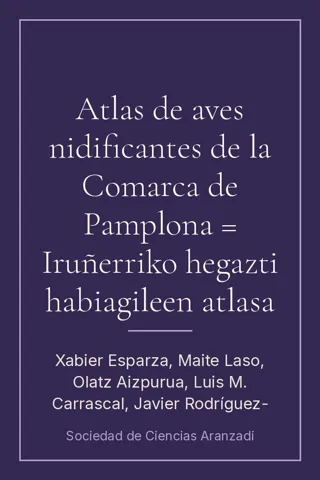 Atlas de aves
nidificantes de la
Comarca de
Pamplona =
Iruñerriko hegazti
habiagileen atlasa
Xabier Esparza, Maite Laso,
Olatz Aizpurua, Luis M.
Carrascal, Javier Rodríguez-
Sociedad de Ciencias Aranzadi